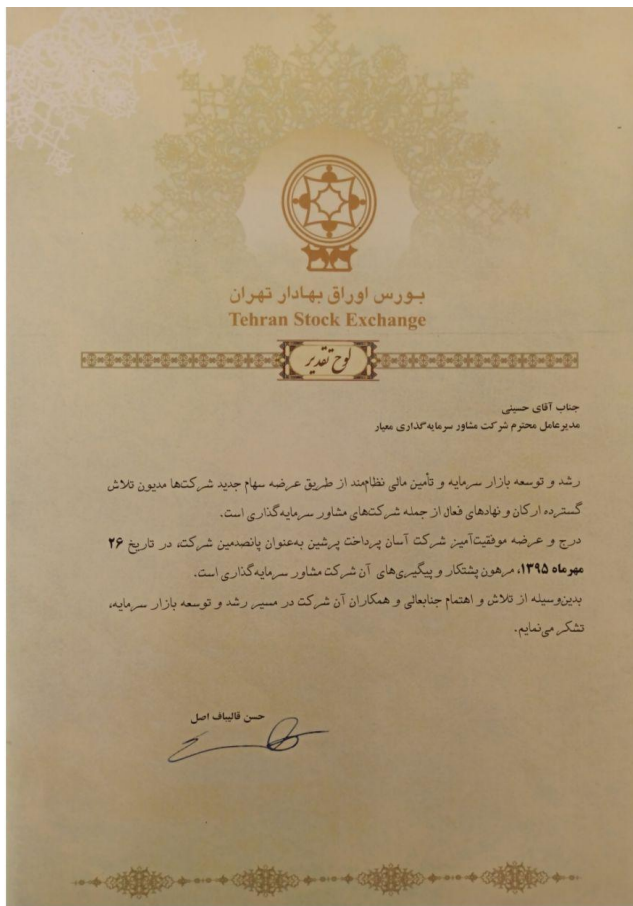 بورس اوراق بهادار تهران
Tehran Stock Exchange
لوح تقدیر
جناب آقای حسینی
مدیرعامل محترم شرکت مشاور سرمایه‌گذاری معیار
رشد و توسعه بازار سرمایه و تأمین مالی نظام‌مند از طریق عرضه سهام جدید شرکت‌ها مدیون تلاش
گسترده ارکان و نهادهای فعال از جمله شرکت‌های مشاور سرمایه‌گذاری است.
درج و عرضه موفقیت‌آمیز شرکت آسان پرداخت پرشین به‌عنوان پانصدمین شرکت، در تاریخ ۲۶
مهرماه ۱۳۹۵، مرهون پشتکار و پیگیری‌های آن شرکت مشاور سرمایه‌گذاری است.
بدین‌وسیله از تلاش و اهتمام جنابعالی و همکاران آن شرکت در مسیر رشد و توسعه بازار سرمایه،
تشکر می‌نمایم.
حسن قالیباف اصل